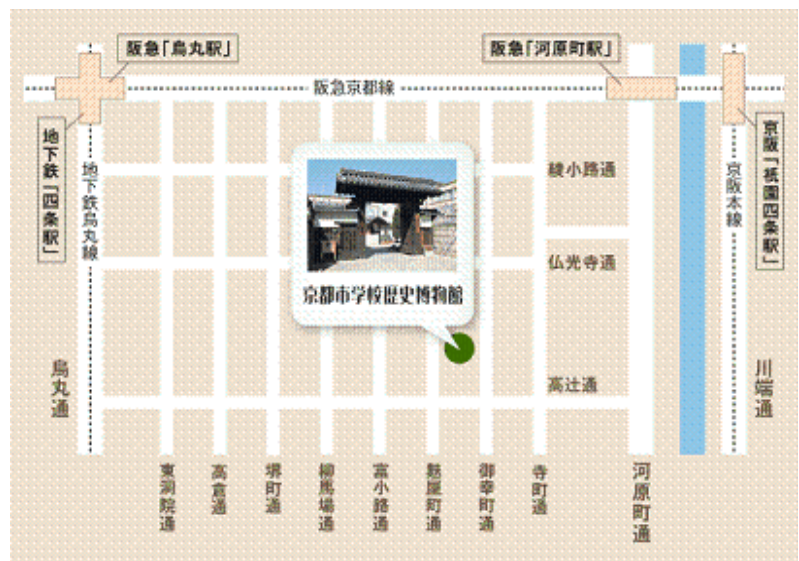 阪急「烏丸駅」
阪急「河原町駅」
阪急京都線
地下鉄「四条駅」
地下鉄烏丸線
綾小路通
京阪本線
京阪「祇園四条駅」
仏光寺通
京都市学校歴史博物館
烏丸通
高辻通
川端通
東洞院通
高倉通
堺町通
柳馬場通
富小路通
麩屋町通
御幸町通
寺町通
河原町通